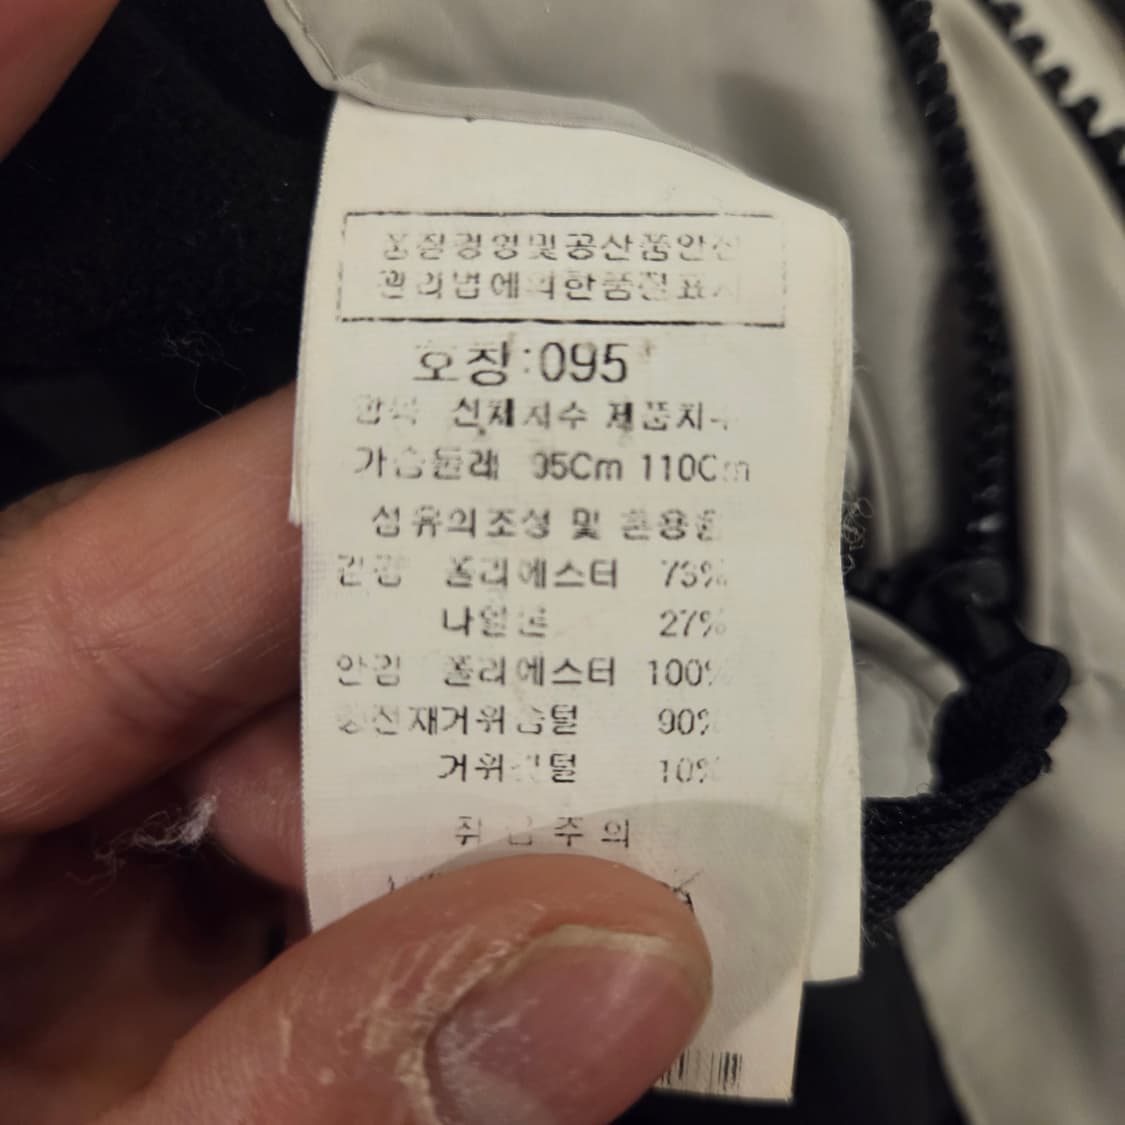 품질경영및공산품안전
관리법에의한품질표시
호칭:095
항목 신체치수 제품치수
가슴둘레 95Cm 110Cm
섬유의조성 및 혼용율
겉감 폴리에스터 73%
나일론 27%
안감 폴리에스터 100%
충전재거위솜털 90%
거위깃털 10%
취급주의